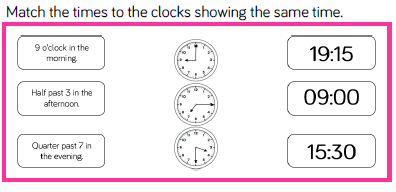 Match the times to the clocks showing the same time.
9 o'clock in the
morning.
19:15
Half past 3 in the
afternoon.
09:00
Quarter past 7 in
the evening.
15:30